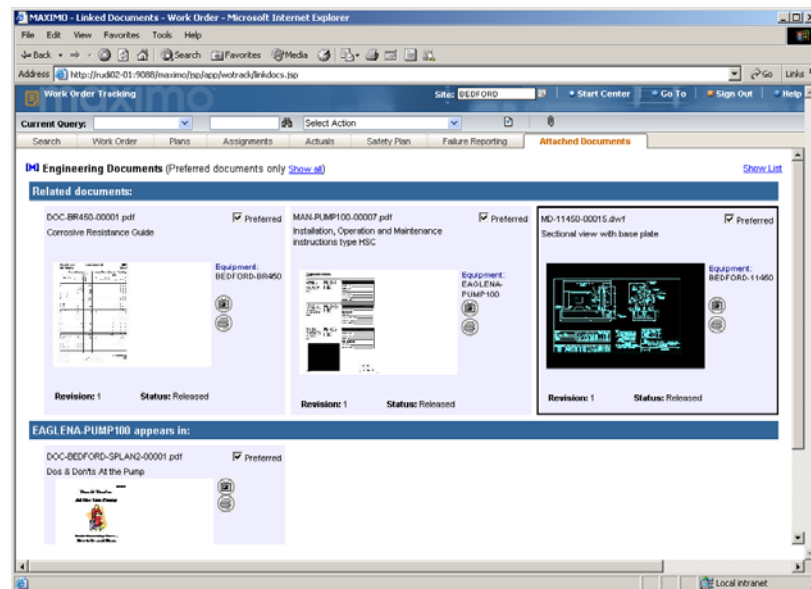 MAXIMO - Linked Documents - Work Order - Microsoft Internet Explorer
File Edit View Favorites Tools Help
Back Search Favorites Media
Address http://rudi02-01:9088/maximo/jsp/app/wotrack/linkdocs.jsp Go Links
Work Order Tracking Site: BEDFORD Start Center Go To Sign Out Help
Current Query: Select Action
Search Work Order Plans Assignments Actuals Safety Plan Failure Reporting Attached Documents
Engineering Documents (Preferred documents only Show all) Show List
Related documents:
DOC-BR450-00001.pdf Preferred
Corrosive Resistance Guide
Equipment:
BEDFORD-BR450
Revision: 1 Status: Released
MAN-PUMP100-00007.pdf Preferred
Installation, Operation and Maintenance
instructions type HSC
Equipment:
EAGLENA-
PUMP100
Revision: 1 Status: Released
MD-11450-00015.dwf Preferred
Sectional view with base plate
Equipment:
BEDFORD-11450
Revision: 1 Status: Released
EAGLENA-PUMP100 appears in:
DOC-BEDFORD-SPLAN2-00001.pdf Preferred
Dos & Don'ts At the Pump
Local intranet